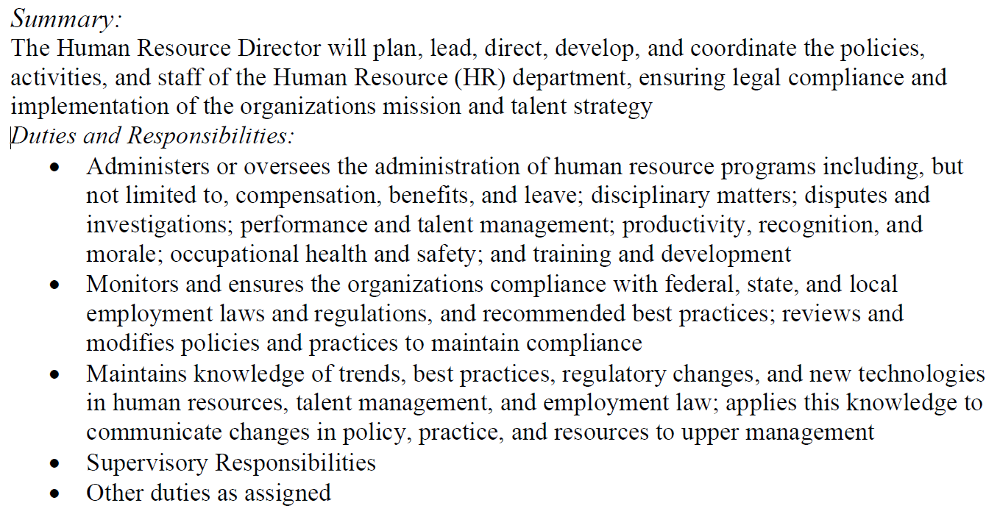 Summary:
The Human Resource Director will plan, lead, direct, develop, and coordinate the policies,
activities, and staff of the Human Resource (HR) department, ensuring legal compliance and
implementation of the organizations mission and talent strategy
Duties and Responsibilities:
• Administers or oversees the administration of human resource programs including, but
not limited to, compensation, benefits, and leave; disciplinary matters; disputes and
investigations; performance and talent management; productivity, recognition, and
morale; occupational health and safety; and training and development
• Monitors and ensures the organizations compliance with federal, state, and local
employment laws and regulations, and recommended best practices; reviews and
modifies policies and practices to maintain compliance
• Maintains knowledge of trends, best practices, regulatory changes, and new technologies
in human resources, talent management, and employment law; applies this knowledge to
communicate changes in policy, practice, and resources to upper management
• Supervisory Responsibilities
• Other duties as assigned